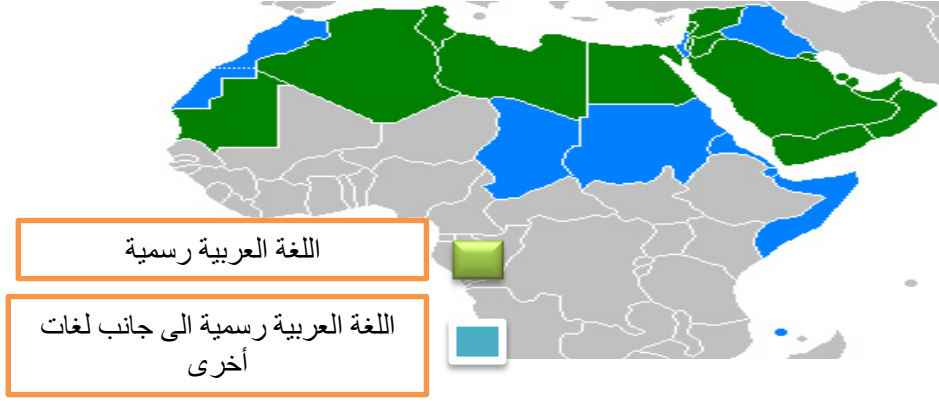 اللغة العربية رسمية
اللغة العربية رسمية الى جانب لغات
أخرى